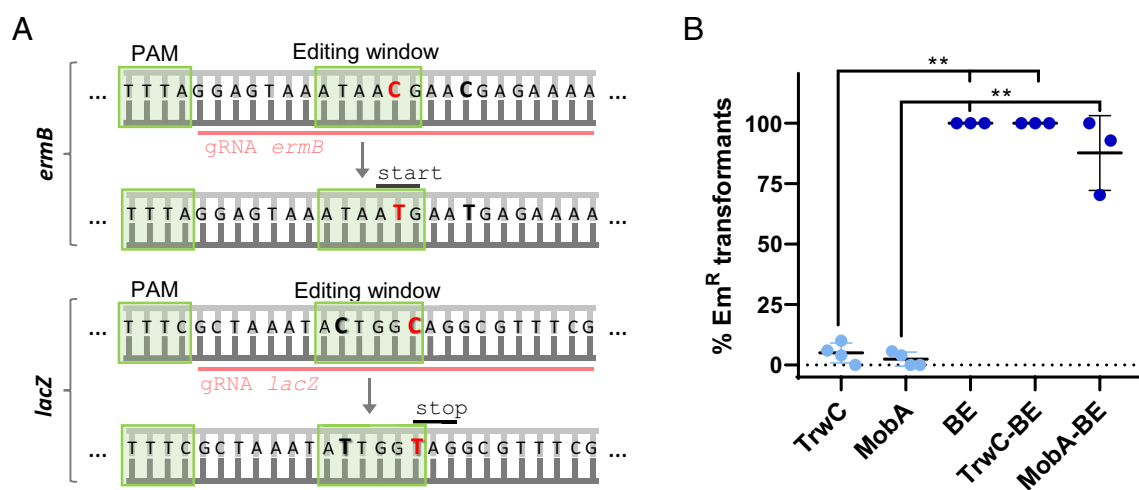 A
PAM
Editing window
... TTTAGGAGTAAATAACGAACGAGAAAA ...
gRNA ermB
start
ermB
... TTTAGGAGTAAATAATGAATGAGAAAA ...
PAM
Editing window
... TTTCGCTAAATACTGGCAGGCGTTTCG ...
gRNA lacZ
stop
lacZ
... TTTCGCTAAATATTGGTAGGCGTTTCG ...
B
**
**
% EmR transformants
100
75
50
25
0
TrwC
MobA
BE
TrwC-BE
MobA-BE